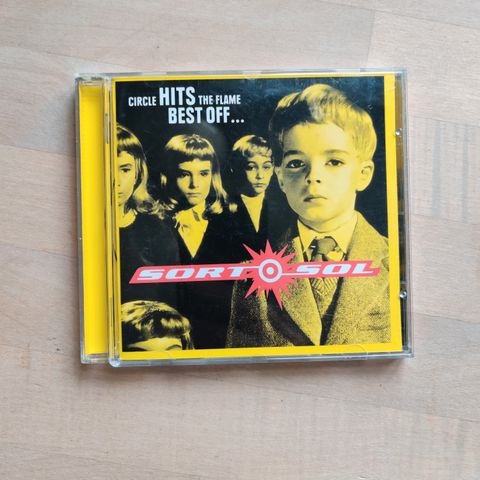 CIRCLE HITS THE FLAME
BEST OFF...
SORT SOL